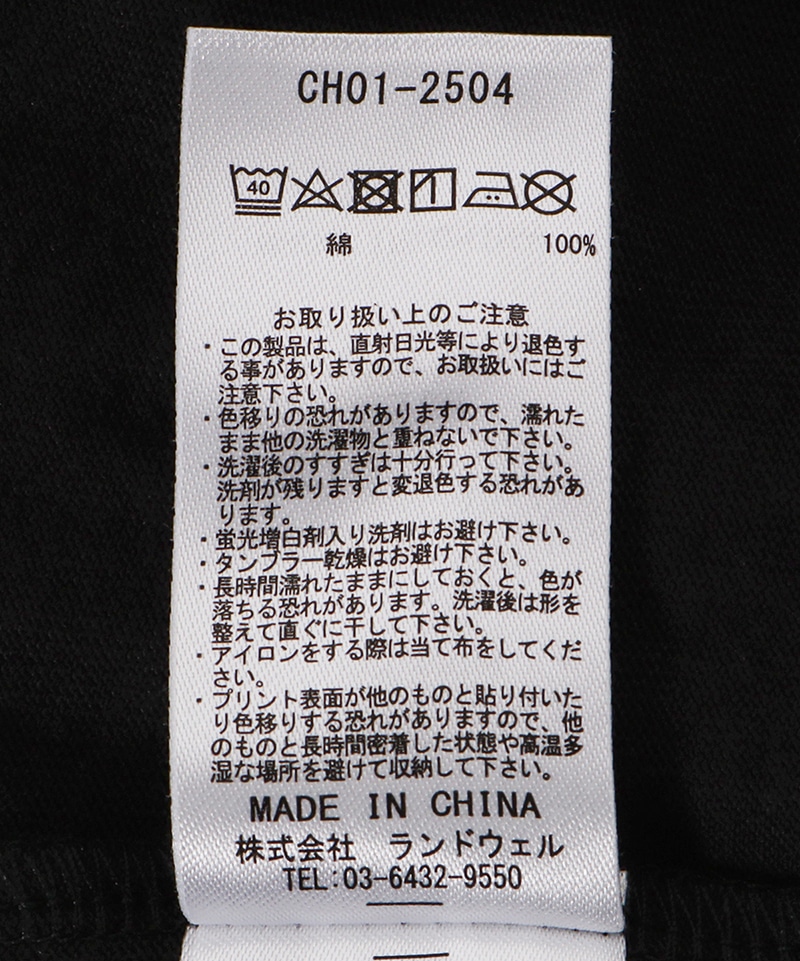 CH01-2504
40
綿 100%
お取り扱い上のご注意
・この製品は、直射日光等により退色す
る事がありますので、お取扱いにはご
注意下さい。
・色移りの恐れがありますので、濡れた
まま他の洗濯物と重ねないで下さい。
・洗濯後のすすぎは十分行って下さい。
洗剤が残りますと変退色する恐れがあ
ります。
・蛍光増白剤入り洗剤はお避け下さい。
・タンブラー乾燥はお避け下さい。
・長時間濡れたままにしておくと、色が
落ちる恐れがあります。洗濯後は形を
整えて直ぐに干して下さい。
・アイロンをする際は当て布をしてくだ
さい。
・プリント表面が他のものと貼り付いた
り色移りする恐れがありますので、他
のものと長時間密着した状態や高温多
湿な場所を避けて収納して下さい。
MADE IN CHINA
株式会社 ランドウェル
TEL:03-6432-9550